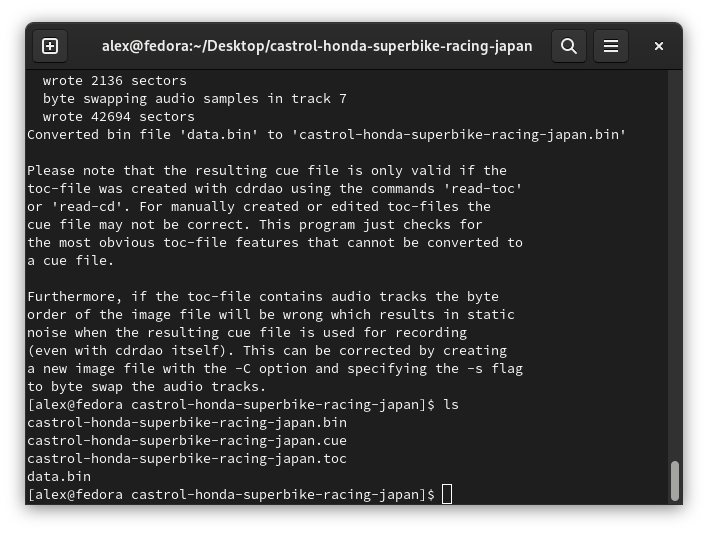 alex@fedora:~/Desktop/castrol-honda-superbike-racing-japan
wrote 2136 sectors
byte swapping audio samples in track 7
wrote 42694 sectors
Converted bin file 'data.bin' to 'castrol-honda-superbike-racing-japan.bin'
Please note that the resulting cue file is only valid if the
toc-file was created with cdrdao using the commands 'read-toc'
or 'read-cd'. For manually created or edited toc-files the
cue file may not be correct. This program just checks for
the most obvious toc-file features that cannot be converted to
a cue file.
Furthermore, if the toc-file contains audio tracks the byte
order of the image file will be wrong which results in static
noise when the resulting cue file is used for recording
(even with cdrdao itself). This can be corrected by creating
a new image file with the -C option and specifying the -s flag
to byte swap the audio tracks.
[alex@fedora castrol-honda-superbike-racing-japan]$ ls
castrol-honda-superbike-racing-japan.bin
castrol-honda-superbike-racing-japan.cue
castrol-honda-superbike-racing-japan.toc
data.bin
[alex@fedora castrol-honda-superbike-racing-japan]$